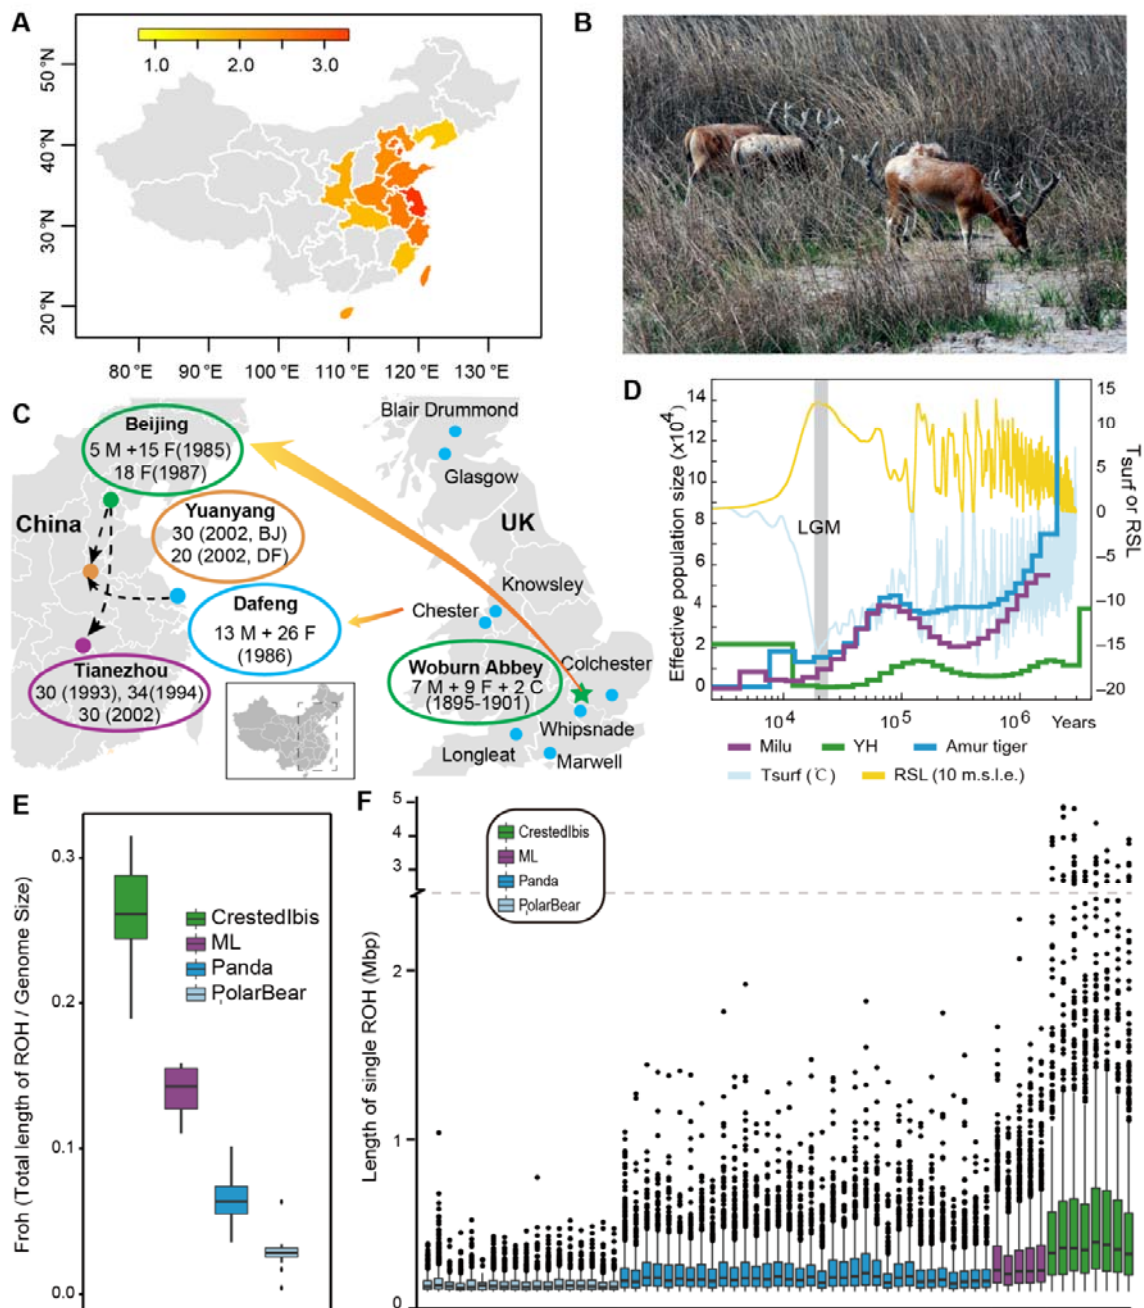 A
1.0 2.0 3.0
50 °N
40 °N
30 °N
20 °N
80 °E 90 °E 100 °E 110 °E 120 °E 130 °E
B
C
Beijing
5 M +15 F(1985)
18 F(1987)
China
Yuanyang
30 (2002, BJ)
20 (2002, DF)
Dafeng
13 M + 26 F
(1986)
Tianezhou
30 (1993), 34(1994)
30 (2002)
Blair Drummond
Glasgow
UK
Knowsley
Chester
Woburn Abbey
7 M + 9 F + 2 C
(1895-1901)
Colchester
Whipsnade
Longleat
Marwell
D
Effective population size (x10⁴)
14
12
10
8
6
4
2
0
LGM
15
10
5
0
−5
−10
−15
−20
Tsurf or RSL
10⁴ 10⁵ 10⁶ Years
Milu YH Amur tiger
Tsurf (℃) RSL (10 m.s.l.e.)
E
Froh (Total length of ROH / Genome Size)
0.3
0.2
0.1
0.0
CrestedIbis
ML
Panda
PolarBear
F
Length of single ROH (Mbp)
5
4
3
2
1
0
CrestedIbis
ML
Panda
PolarBear